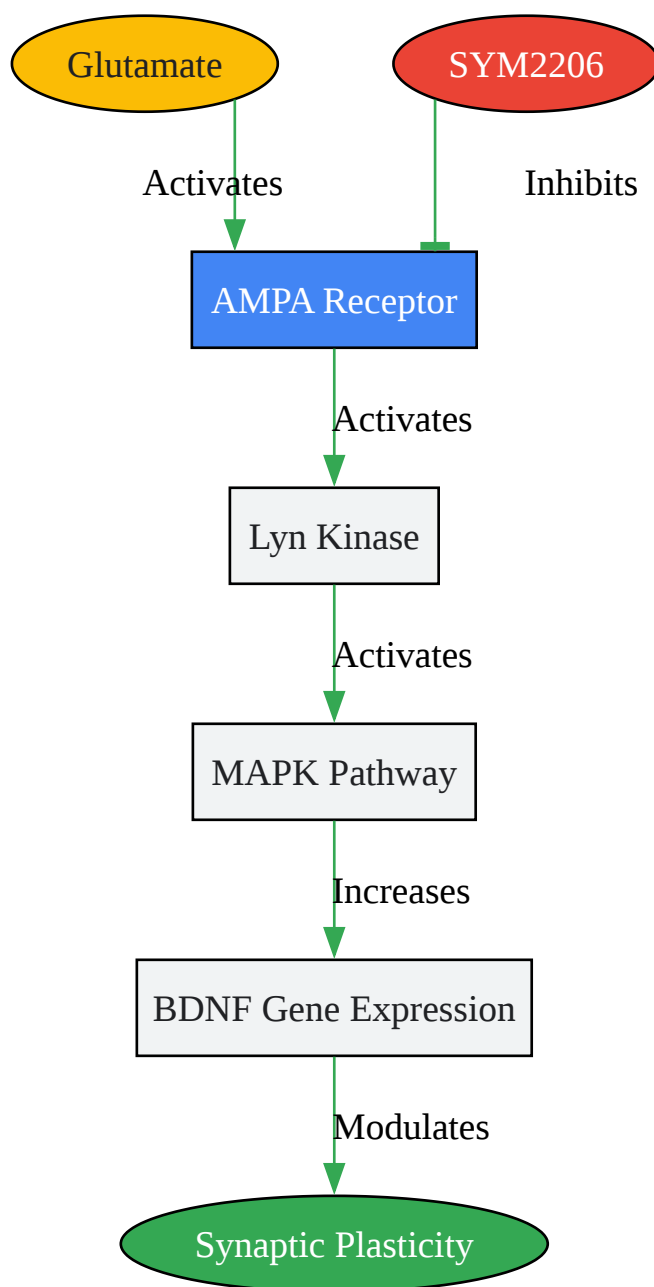 Glutamate
SYM2206
Activates
Inhibits
AMPA Receptor
Activates
Lyn Kinase
Activates
MAPK Pathway
Increases
BDNF Gene Expression
Modulates
Synaptic Plasticity